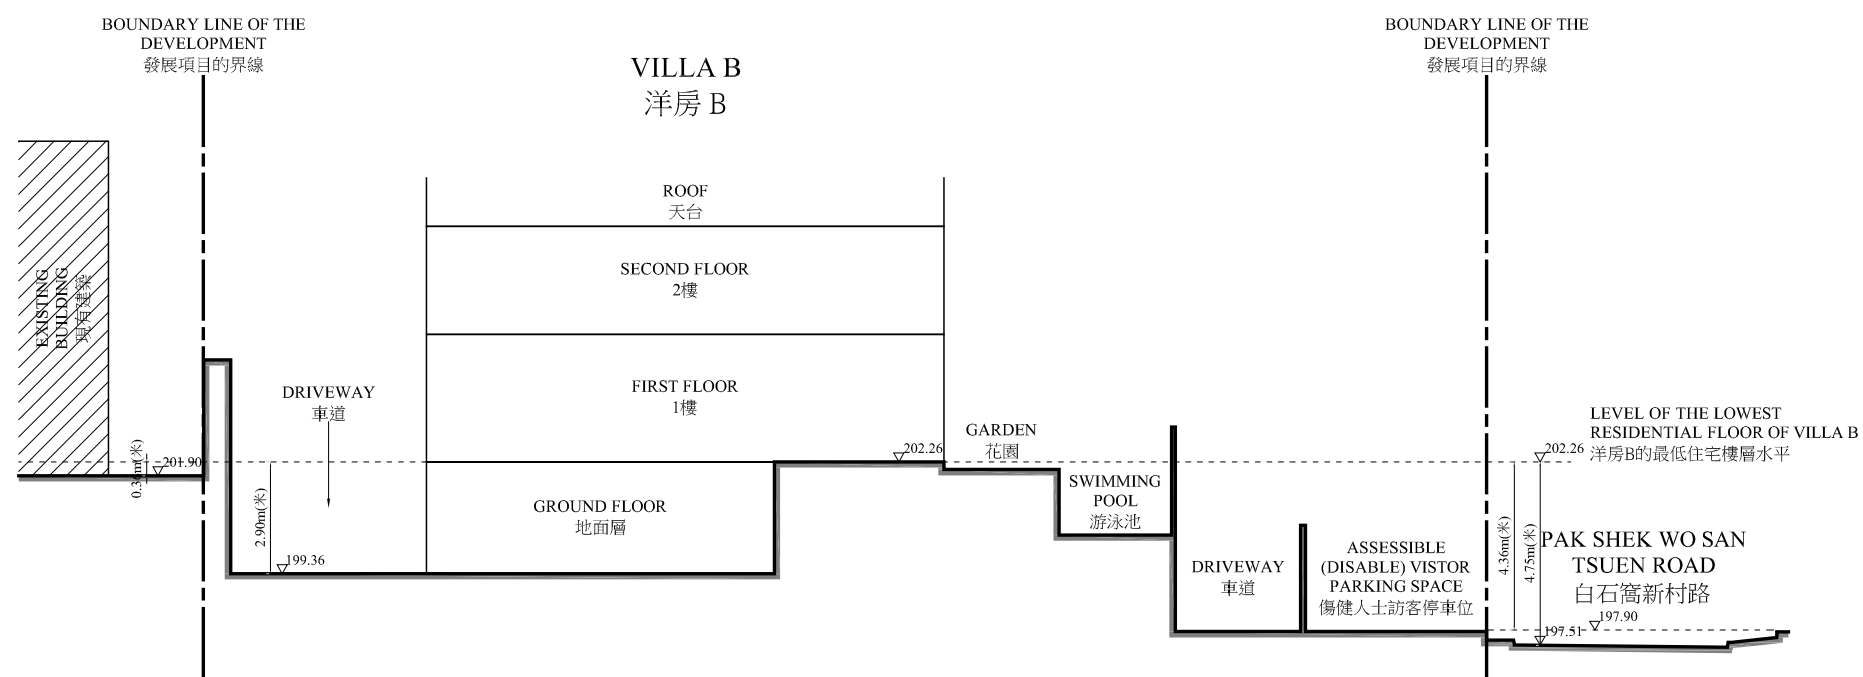 BOUNDARY LINE OF THE
DEVELOPMENT
發展項目的界線
BOUNDARY LINE OF THE
DEVELOPMENT
發展項目的界線
VILLA B
洋房 B
ROOF
天台
SECOND FLOOR
2樓
FIRST FLOOR
1樓
GROUND FLOOR
地面層
EXISTING
BUILDING
現有建築
DRIVEWAY
車道
0.36m(米)
201.90
2.90m(米)
199.36
202.26
GARDEN
花園
SWIMMING
POOL
游泳池
DRIVEWAY
車道
ASSESSIBLE
(DISABLE) VISTOR
PARKING SPACE
傷健人士訪客停車位
LEVEL OF THE LOWEST
RESIDENTIAL FLOOR OF VILLA B
洋房B的最低住宅樓層水平
202.26
4.36m(米)
4.75m(米)
PAK SHEK WO SAN
TSUEN ROAD
白石窩新村路
197.90
197.51